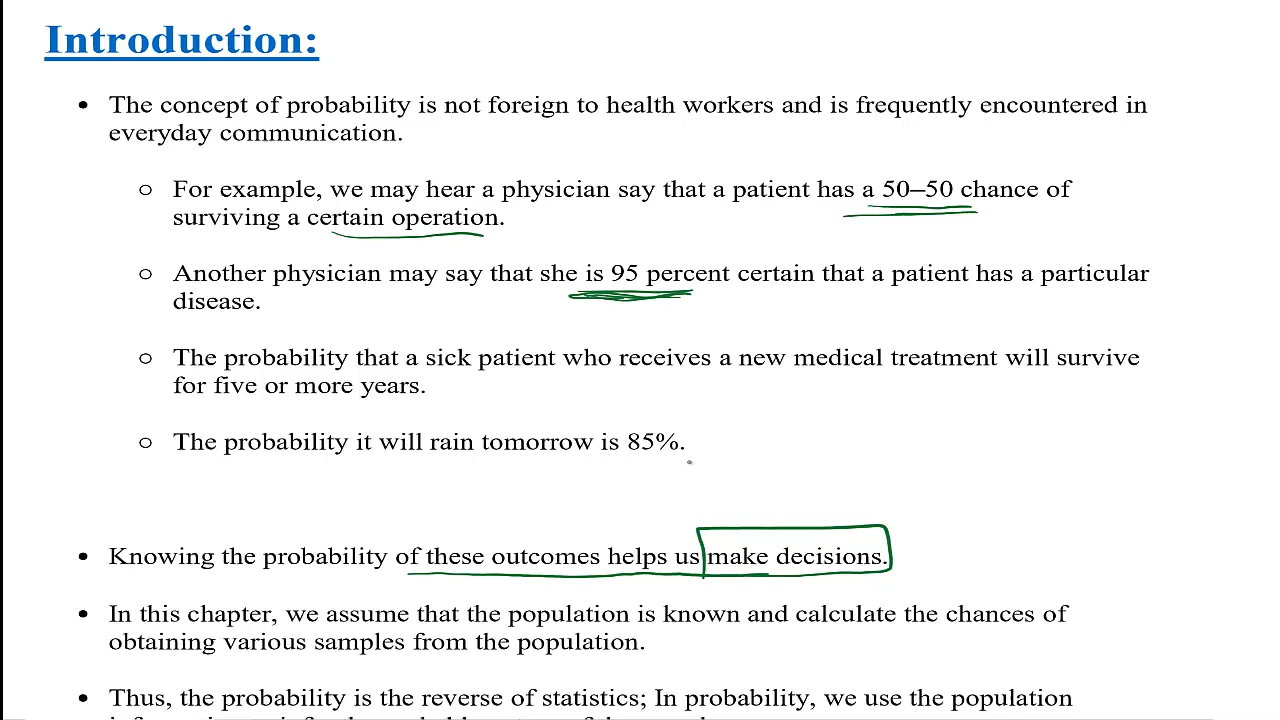 Introduction:
• The concept of probability is not foreign to health workers and is frequently encountered in
everyday communication.
o For example, we may hear a physician say that a patient has a 50–50 chance of
surviving a certain operation.
o Another physician may say that she is 95 percent certain that a patient has a particular
disease.
o The probability that a sick patient who receives a new medical treatment will survive
for five or more years.
o The probability it will rain tomorrow is 85%.
• Knowing the probability of these outcomes helps us make decisions.
• In this chapter, we assume that the population is known and calculate the chances of
obtaining various samples from the population.
• Thus, the probability is the reverse of statistics; In probability, we use the population